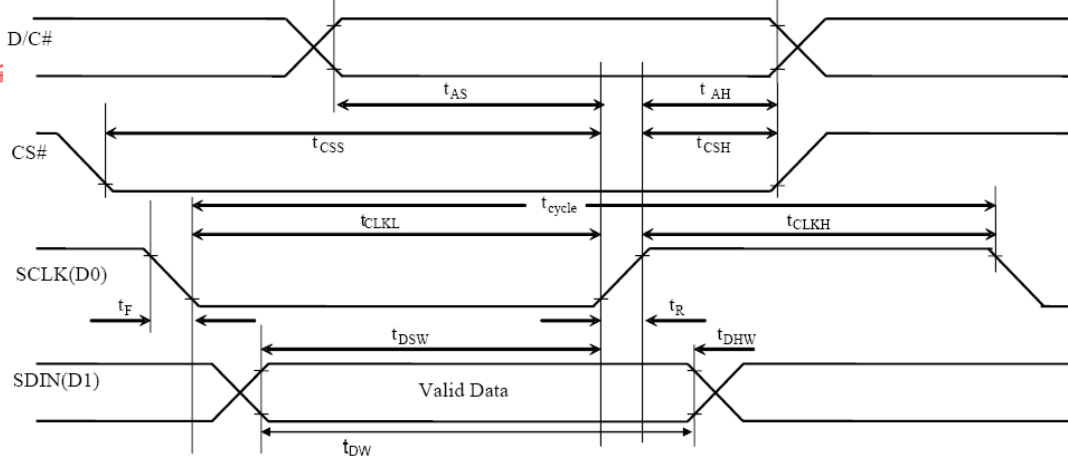 D/C#
tAS
t AH
CS#
tCSS
tCSH
tcycle
tCLKL
tCLKH
SCLK(D0)
tF
tR
tDSW
tDHW
SDIN(D1)
Valid Data
tDW